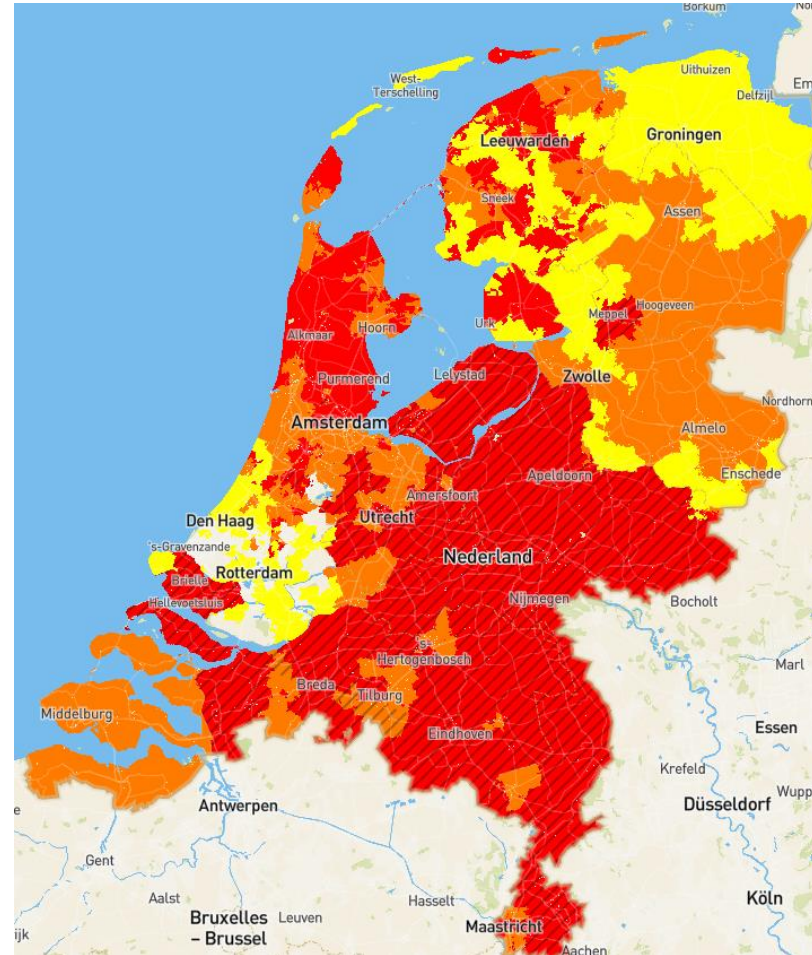 Borkum
No
Uithuizen
Delfzijl
Em
West-
Terschelling
Groningen
Leeuwarden
Sneek
Assen
Urk
Meppel
Hoogeveen
Alkmaar
Hoorn
Purmerend
Lelystad
Zwolle
Nordhorn
Amsterdam
Almelo
Enschede
Apeldoorn
Amersfoort
Utrecht
Den Haag
's-Gravenzande
Rotterdam
Brielle
Hellevoetsluis
Nederland
Nijmegen
Bocholt
's-
Hertogenbosch
Marl
Breda
Tilburg
Middelburg
Eindhoven
Essen
Krefeld
Wupp
Antwerpen
Düsseldorf
e
Gent
Aalst
Hasselt
Köln
Bruxelles
– Brussel
Leuven
Maastricht
ijk
Aachen